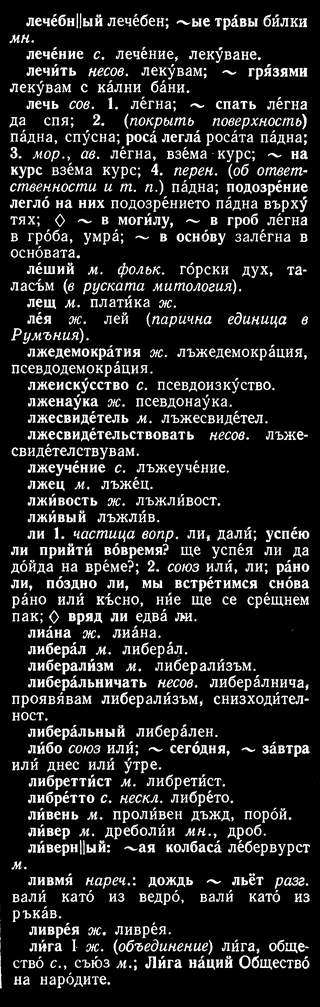 лече́бн||ый лече́бен; ~ые тра́вы би́лки
мн.
лече́ние с. лече́ние, леку́ване.
лечи́ть несов. леку́вам; ~ гря́зями
леку́вам с ка́лни ба́ни.
лечь сов. 1. ле́гна; ~ спать ле́гна
да спя; 2. (покрыть поверхность)
па́дна, спу́сна; роса́ легла́ роса́та па́дна;
3. мор., ав. ле́гна, взе́ма курс; ~ на
курс взе́ма курс; 4. перен. (об ответ-
ственности и т. п.) па́дна; подозре́ние
легло́ на них подозре́нието па́дна върху́
тях; ◊ ~ в моги́лу, ~ в гроб ле́гна
в гро́ба, умра́; ~ в осно́ву зале́гна в
осно́вата.
ле́ший м. фольк. го́рски дух, та-
ласъ́м (в руската митология).
лещ м. плати́ка ж.
ле́я ж. лей (парична единица в
Румъния).
лжедемокра́тия ж. лъжедемокра́ция,
псевдодемокра́ция.
лжеиску́сство с. псевдоизку́ство.
лженау́ка ж. псевдонау́ка.
лжесвиде́тель м. лъжесвиде́тел.
лжесвиде́тельствовать несов. лъже-
свиде́телствувам.
лжеуче́ние с. лъжеуче́ние.
лжец м. лъже́ц.
лжи́вость ж. лъжли́вост.
лжи́вый лъжли́в.
ли 1. частица вопр. ли, дали́; успе́ю
ли прийти́ во́время? ще успе́я ли да
до́йда на вре́ме?; 2. союз или́, ли; ра́но
ли, по́здно ли, мы встре́тимся сно́ва
ра́но или́ къ́сно, ни́е ще се сре́щнем
пак; ◊ вряд ли едва́ ли.
лиа́на ж. лиа́на.
либера́л м. либера́л.
либерали́зм м. либерали́зъм.
либера́льничать несов. либера́лнича,
проявя́вам либерали́зъм, снизходи́тел-
ност.
либера́льный либера́лен.
ли́бо союз или́; ~ сего́дня, ~ за́втра
или́ днес или́ у́тре.
либретти́ст м. либрети́ст.
либре́тто с. нескл. либре́то.
ли́вень м. проливен дъжд, поро́й.
ли́вер м. дребо́лии мн., дроб.
ли́верн||ый: ~ая колбаса́ ле́бервурст
м.
ливмя́ нареч.: дождь ~ льёт разг.
вали́ като́ из ведро́, вали́ като́ из
ръка́в.
ливре́я ж. ливре́я.
ли́га I ж. (объединение) ли́га, о́бще-
ство́ с., съю́з м.; Ли́га на́ций О́бщество́
на наро́дите.